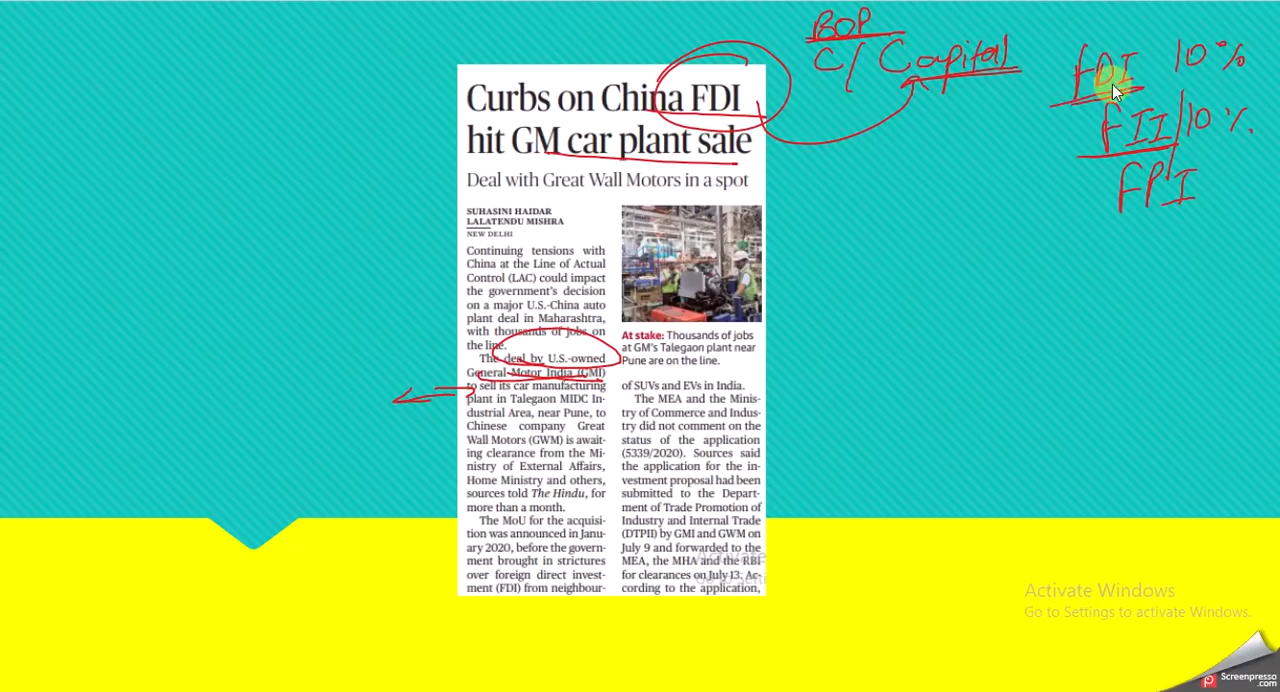 BOP
C/ Capital
FDI 10%
FII/10%
FPI
Curbs on China FDI
hit GM car plant sale
Deal with Great Wall Motors in a spot
SUHASINI HAIDAR
LALATENDU MISHRA
NEW DELHI
Continuing tensions with
China at the Line of Actual
Control (LAC) could impact
the government's decision
on a major U.S.-China auto
plant deal in Maharashtra,
with thousands of jobs on
the line.
The deal by U.S.-owned
General Motor India (GMI)
to sell its car manufacturing
plant in Talegaon MIDC In-
dustrial Area, near Pune, to
Chinese company Great
Wall Motors (GWM) is await-
ing clearance from the Mi-
nistry of External Affairs,
Home Ministry and others,
sources told The Hindu, for
more than a month.
The MoU for the acquisi-
tion was announced in Janu-
ary 2020, before the govern-
ment brought in strictures
over foreign direct invest-
ment (FDI) from neighbour-
At stake: Thousands of jobs
at GM's Talegaon plant near
Pune are on the line.
of SUVs and EVs in India.
The MEA and the Minis-
try of Commerce and Indus-
try did not comment on the
status of the application
(5339/2020). Sources said
the application for the in-
vestment proposal had been
submitted to the Depart-
ment of Trade Promotion of
Industry and Internal Trade
(DTPII) by GMI and GWM on
July 9 and forwarded to the
MEA, the MHA and the RBI
for clearances on July 13. Ac-
cording to the application,
Activate Windows
Go to Settings to activate Windows.
Screenpresso
.com